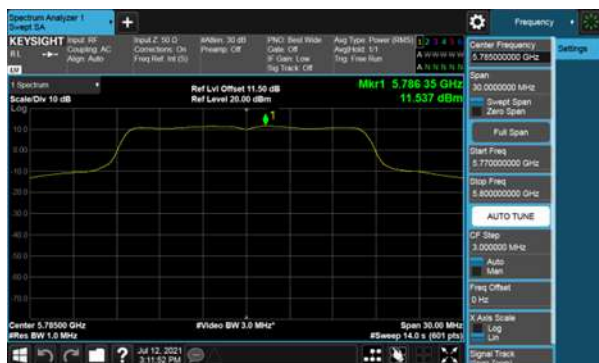 Spectrum Analyzer 1
Swept SA
+
Frequency
KEYSIGHT
RL
Input: RF
Coupling: AC
Align: Auto
Input Z: 50 Ω
Corrections: On
Freq Ref: Int (S)
#Atten: 30 dB
Preamp: Off
PNO: Best Wide
Gate: Off
IF Gain: Low
Sig Track: Off
Avg Type: Power (RMS)
Avg|Hold: 1/1
Trig: Free Run
1 2 3 4 5 6
A W W W W W
A N N N N N
1 Spectrum
Scale/Div 10 dB
Log
Ref Lvl Offset 11.50 dB
Ref Level 20.00 dBm
Mkr1 5.786 35 GHz
11.537 dBm
1
10.0
0.00
-10.0
-20.0
-30.0
-40.0
-50.0
-60.0
-70.0
Center 5.78500 GHz
#Res BW 1.0 MHz
#Video BW 3.0 MHz*
Span 30.00 MHz
#Sweep 14.0 s (601 pts)
Center Frequency
5.785000000 GHz
Settings
Span
30.0000000 MHz
Swept Span
Zero Span
Full Span
Start Freq
5.770000000 GHz
Stop Freq
5.800000000 GHz
AUTO TUNE
CF Step
3.000000 MHz
Auto
Man
Freq Offset
0 Hz
X Axis Scale
Log
Lin
Signal Track
?
Jul 12, 2021
3:11:52 PM